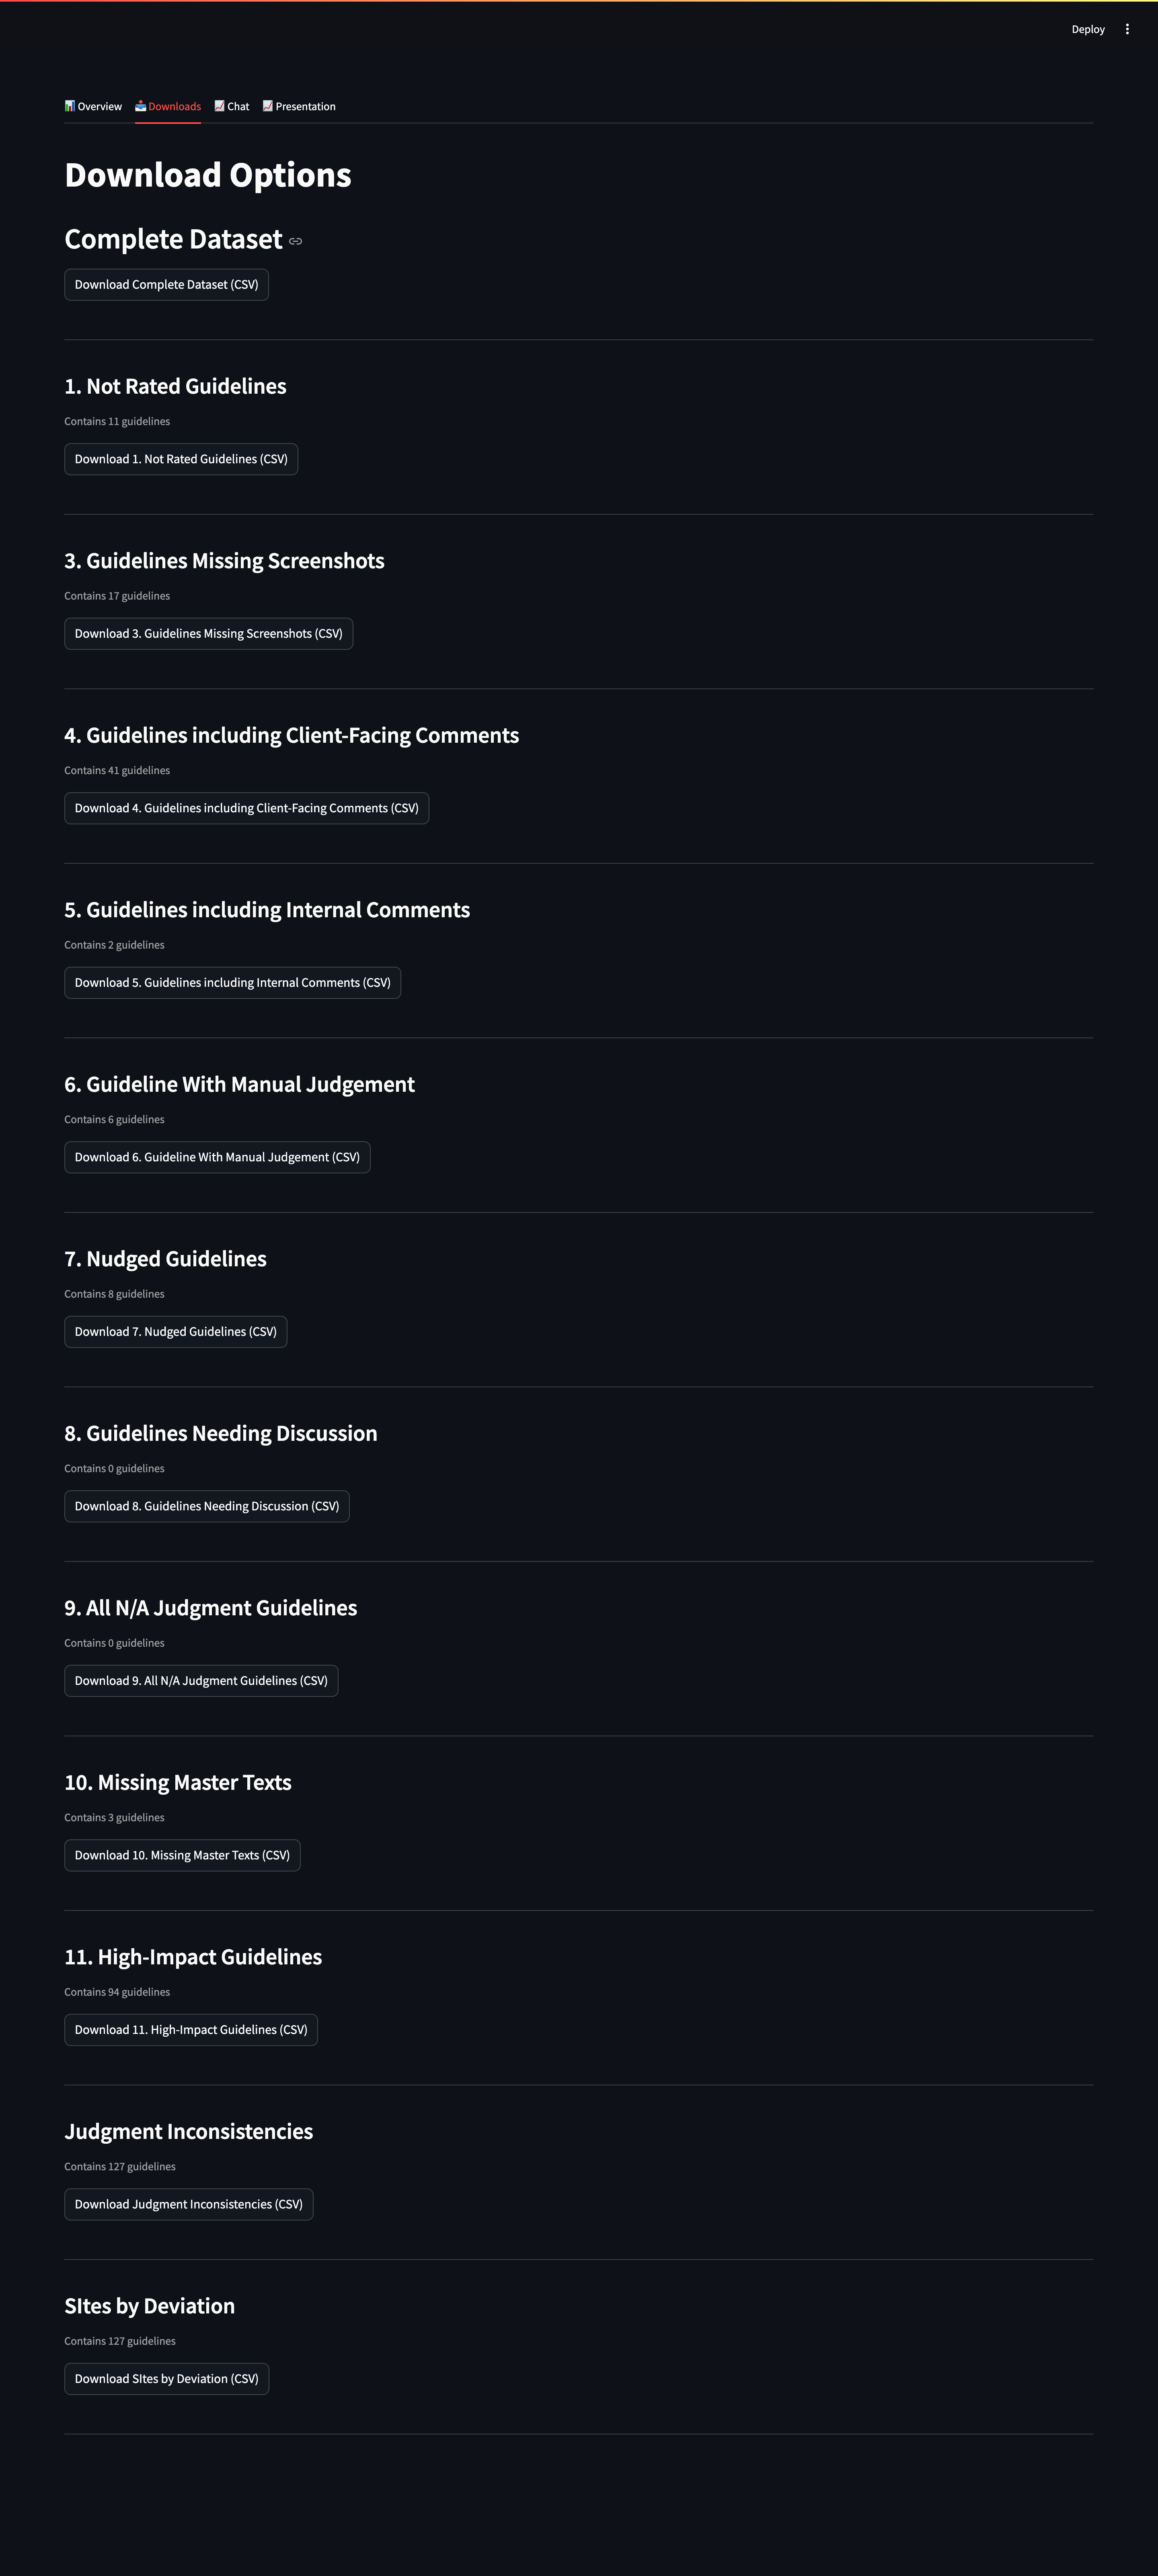 Deploy
Overview Downloads Chat Presentation
Download Options
Complete Dataset
Download Complete Dataset (CSV)
1. Not Rated Guidelines
Contains 11 guidelines
Download 1. Not Rated Guidelines (CSV)
3. Guidelines Missing Screenshots
Contains 17 guidelines
Download 3. Guidelines Missing Screenshots (CSV)
4. Guidelines including Client-Facing Comments
Contains 41 guidelines
Download 4. Guidelines including Client-Facing Comments (CSV)
5. Guidelines including Internal Comments
Contains 2 guidelines
Download 5. Guidelines including Internal Comments (CSV)
6. Guideline With Manual Judgement
Contains 6 guidelines
Download 6. Guideline With Manual Judgement (CSV)
7. Nudged Guidelines
Contains 8 guidelines
Download 7. Nudged Guidelines (CSV)
8. Guidelines Needing Discussion
Contains 0 guidelines
Download 8. Guidelines Needing Discussion (CSV)
9. All N/A Judgment Guidelines
Contains 0 guidelines
Download 9. All N/A Judgment Guidelines (CSV)
10. Missing Master Texts
Contains 3 guidelines
Download 10. Missing Master Texts (CSV)
11. High-Impact Guidelines
Contains 94 guidelines
Download 11. High-Impact Guidelines (CSV)
Judgment Inconsistencies
Contains 127 guidelines
Download Judgment Inconsistencies (CSV)
SItes by Deviation
Contains 127 guidelines
Download SItes by Deviation (CSV)